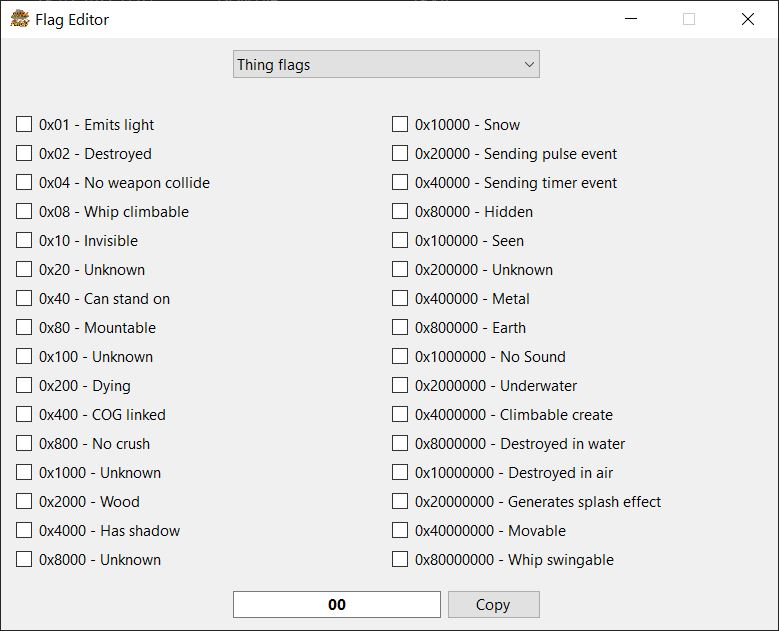 Flag Editor
Thing flags
0x01 - Emits light
0x02 - Destroyed
0x04 - No weapon collide
0x08 - Whip climbable
0x10 - Invisible
0x20 - Unknown
0x40 - Can stand on
0x80 - Mountable
0x100 - Unknown
0x200 - Dying
0x400 - COG linked
0x800 - No crush
0x1000 - Unknown
0x2000 - Wood
0x4000 - Has shadow
0x8000 - Unknown
0x10000 - Snow
0x20000 - Sending pulse event
0x40000 - Sending timer event
0x80000 - Hidden
0x100000 - Seen
0x200000 - Unknown
0x400000 - Metal
0x800000 - Earth
0x1000000 - No Sound
0x2000000 - Underwater
0x4000000 - Climbable create
0x8000000 - Destroyed in water
0x10000000 - Destroyed in air
0x20000000 - Generates splash effect
0x40000000 - Movable
0x80000000 - Whip swingable
00
Copy